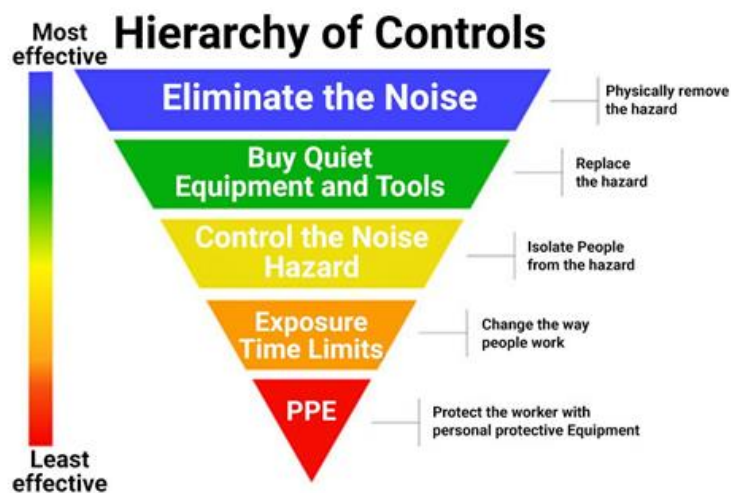 Most
effective
Hierarchy of Controls
Eliminate the Noise
Physically remove
the hazard
Buy Quiet
Equipment and Tools
Replace
the hazard
Control the Noise
Hazard
Isolate People
from the hazard
Exposure
Time Limits
Change the way
people work
PPE
Protect the worker with
personal protective Equipment
Least
effective